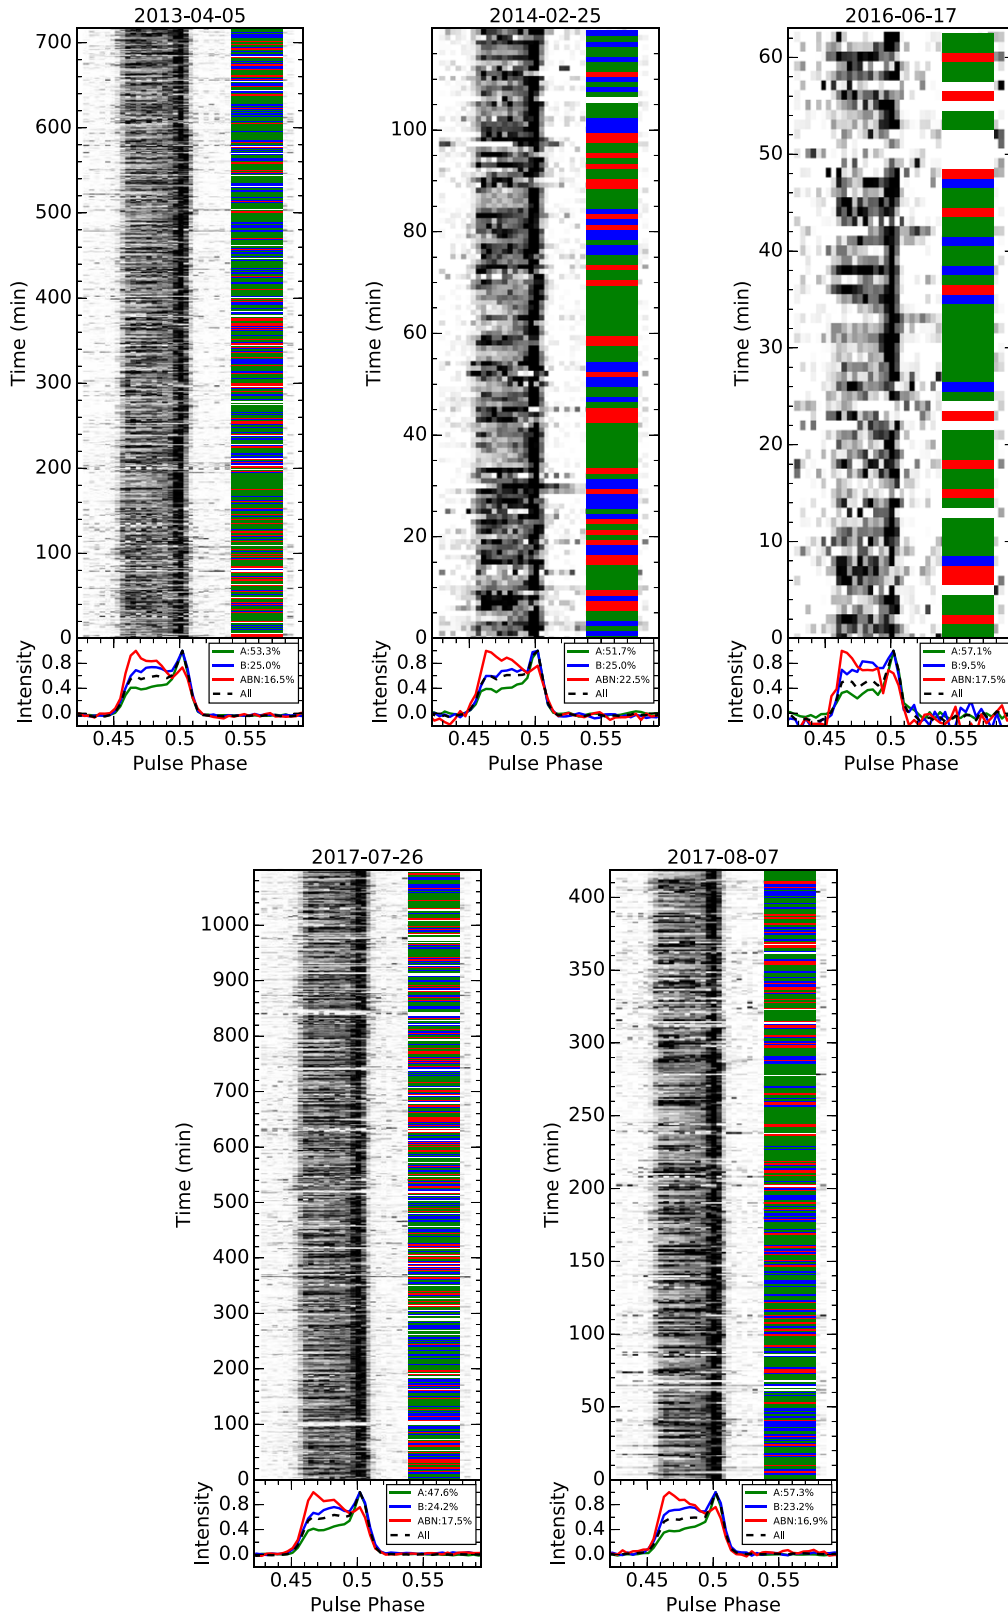 2013-04-05
700
600
500
400
300
200
100
0
Time (min)
Intensity
0.8
0.4
0.0
A:53.3%
B:25.0%
ABN:16.5%
All
0.45
0.5
0.55
Pulse Phase
2014-02-25
100
80
60
40
20
0
Time (min)
A:51.7%
B:25.0%
ABN:22.5%
All
Intensity
0.8
0.4
0.0
0.45
0.5
0.55
Pulse Phase
2016-06-17
60
50
40
30
20
10
0
Time (min)
A:57.1%
B:9.5%
ABN:17.5%
All
Intensity
0.8
0.4
0.0
0.45
0.5
0.55
Pulse Phase
2017-07-26
1000
900
800
700
600
500
400
300
200
100
0
Time (min)
A:47.6%
B:24.2%
ABN:17.5%
All
Intensity
0.8
0.4
0.0
0.45
0.5
0.55
Pulse Phase
2017-08-07
400
350
300
250
200
150
100
50
0
Time (min)
A:57.3%
B:23.2%
ABN:16.9%
All
Intensity
0.8
0.4
0.0
0.45
0.5
0.55
Pulse Phase